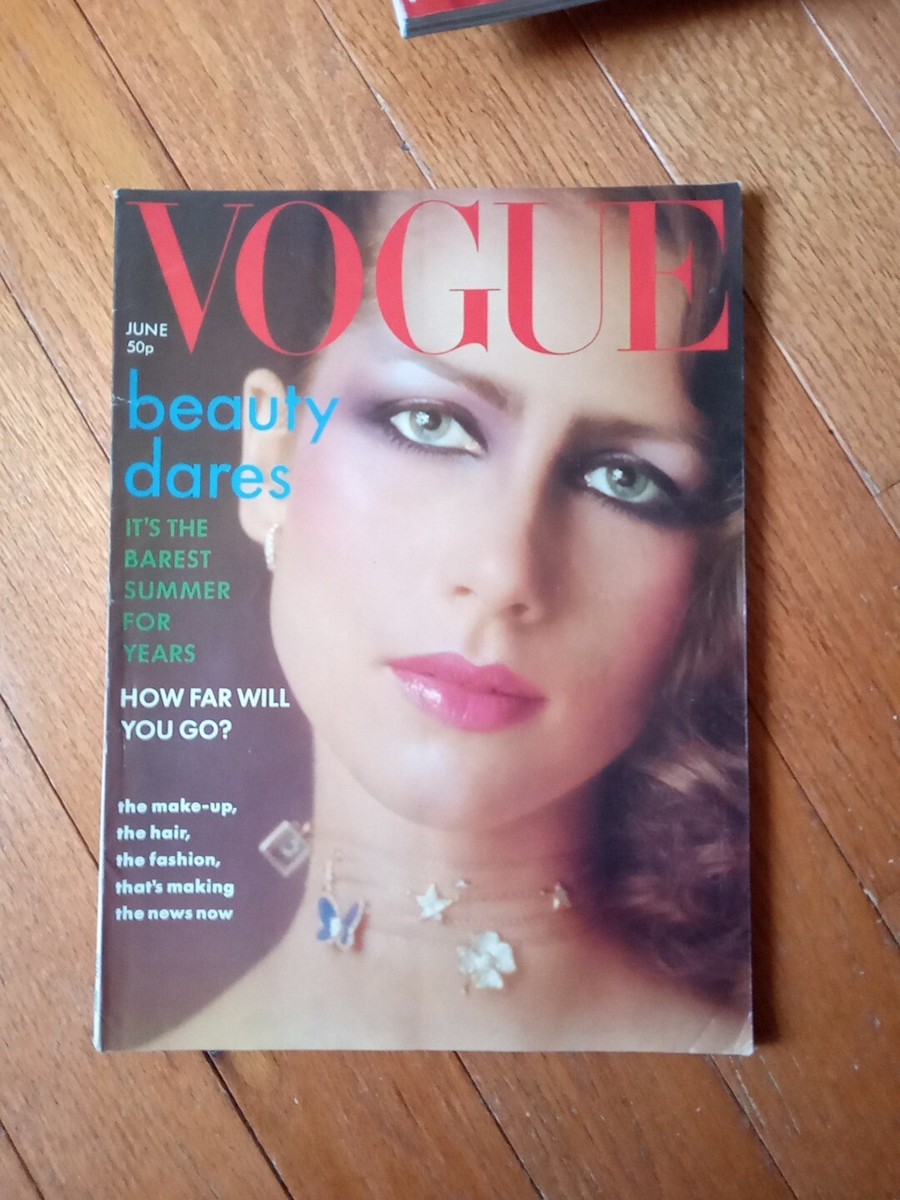 VOGUE
JUNE
50p
beauty
dares
IT'S THE
BAREST
SUMMER
FOR
YEARS
HOW FAR WILL
YOU GO?
the make-up,
the hair,
the fashion,
that's making
the news now